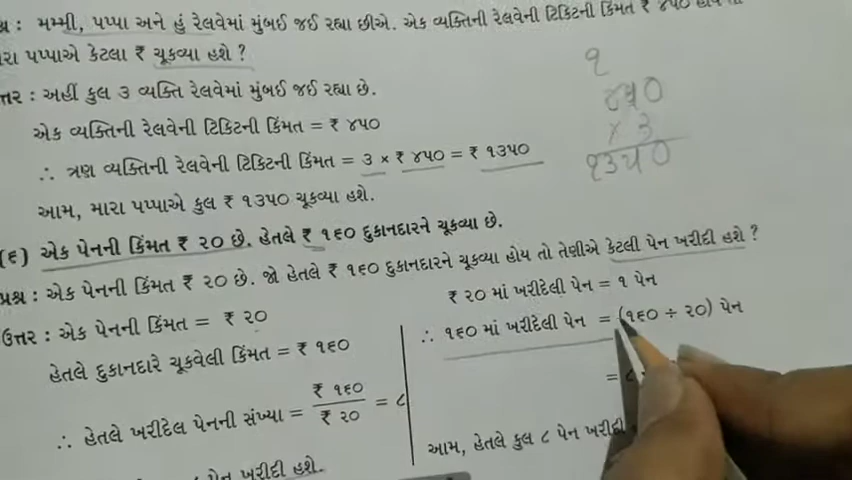 પ્રશ્ન : મમ્મી, પપ્પા અને હું રેલવેમાં મુંબઈ જઈ રહ્યા છીએ. એક વ્યક્તિની રેલવેની ટિકિટની કિંમત ₹ ૪૫૦
મારા પપ્પાએ કેટલા ₹ ચૂકવ્યા હશે ?
ઉત્તર : અહીં કુલ ૩ વ્યક્તિ રેલવેમાં મુંબઈ જઈ રહ્યા છે.
એક વ્યક્તિની રેલવેની ટિકિટની કિંમત = ₹ ૪૫૦
∴ ત્રણ વ્યક્તિની રેલવેની ટિકિટની કિંમત = ૩ × ₹ ૪૫૦ = ₹ ૧૩૫૦
આમ, મારા પપ્પાએ કુલ ₹ ૧૩૫૦ ચૂકવ્યા હશે.
૧
૪૫૦
× ૩
૧૩૫૦
(૬) એક પેનની કિંમત ₹ ૨૦ છે. હેતલે ₹ ૧૬૦ દુકાનદારને ચૂકવ્યા છે.
પ્રશ્ન : એક પેનની કિંમત ₹ ૨૦ છે. જો હેતલે ₹ ૧૬૦ દુકાનદારને ચૂકવ્યા હોય તો તેણીએ કેટલી પેન ખરીદી હશે ?
ઉત્તર : એક પેનની કિંમત = ₹ ૨૦
હેતલે દુકાનદારે ચૂકવેલી કિંમત = ₹ ૧૬૦
∴ હેતલે ખરીદેલ પેનની સંખ્યા = ₹ ૧૬૦ / ₹ ૨૦ = ૮
પેન ખરીદી હશે.
₹ ૨૦ માં ખરીદેલી પેન = ૧ પેન
∴ ૧૬૦ માં ખરીદેલી પેન = (૧૬૦ ÷ ૨૦) પેન
= ૮
આમ, હેતલે કુલ ૮ પેન ખરીદી